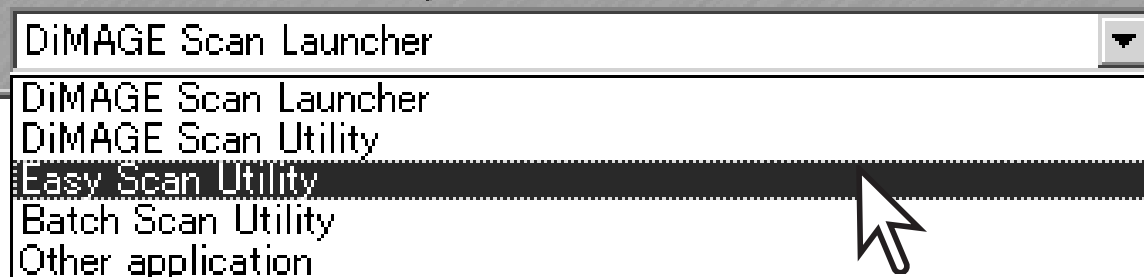 DiMAGE Scan Launcher
DiMAGE Scan Launcher
DiMAGE Scan Utility
Easy Scan Utility
Batch Scan Utility
Other application